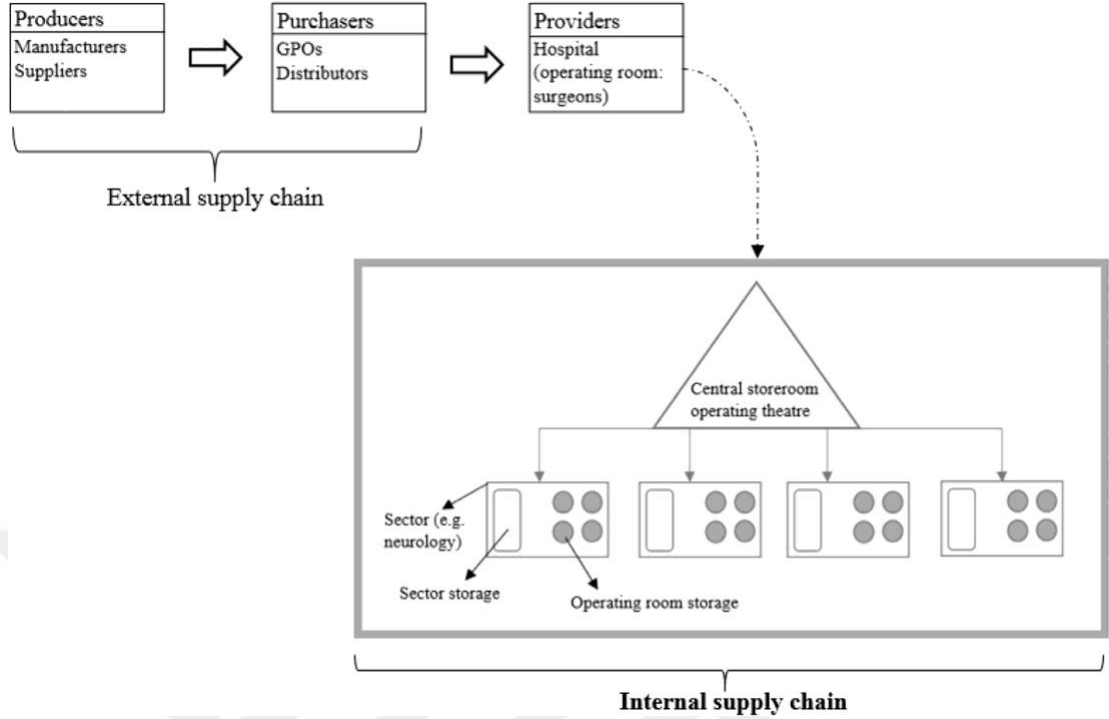 Producers
Manufacturers
Suppliers
Purchasers
GPOs
Distributors
Providers
Hospital
(operating room:
surgeons)
External supply chain
Central storeroom
operating theatre
Sector (e.g.
neurology)
Sector storage
Operating room storage
Internal supply chain